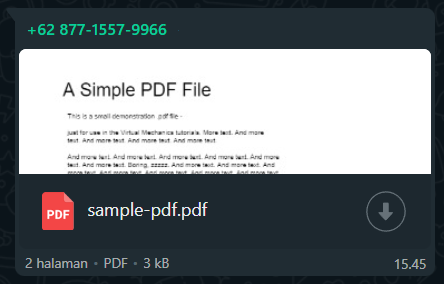 +62 877-1557-9966
A Simple PDF File
This is a small demonstration .pdf file -
just for use in the Virtual Mechanics tutorials. More text. And more
text. And more text. And more text. And more text.
And more text. And more text. And more text. And more text. And more
text. And more text. Boring, zzzzz. And more text. And more text. And
more text. And more text. And more text. And more text. And more text.
PDF
sample-pdf.pdf
2 halaman • PDF • 3 kB
15.45